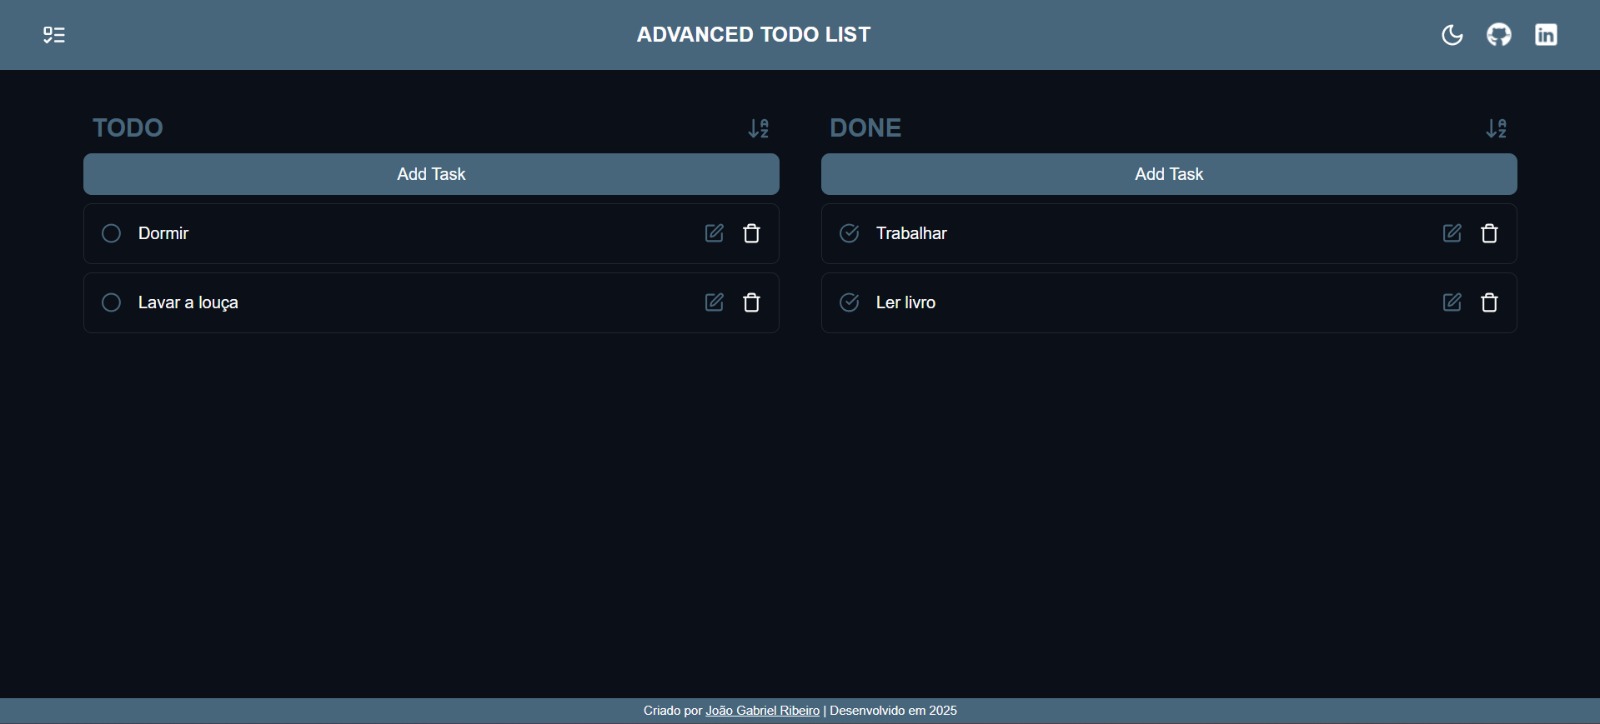 ADVANCED TODO LIST
TODO
Add Task
Dormir
Lavar a louça
DONE
Add Task
Trabalhar
Ler livro
Criado por João Gabriel Ribeiro | Desenvolvido em 2025